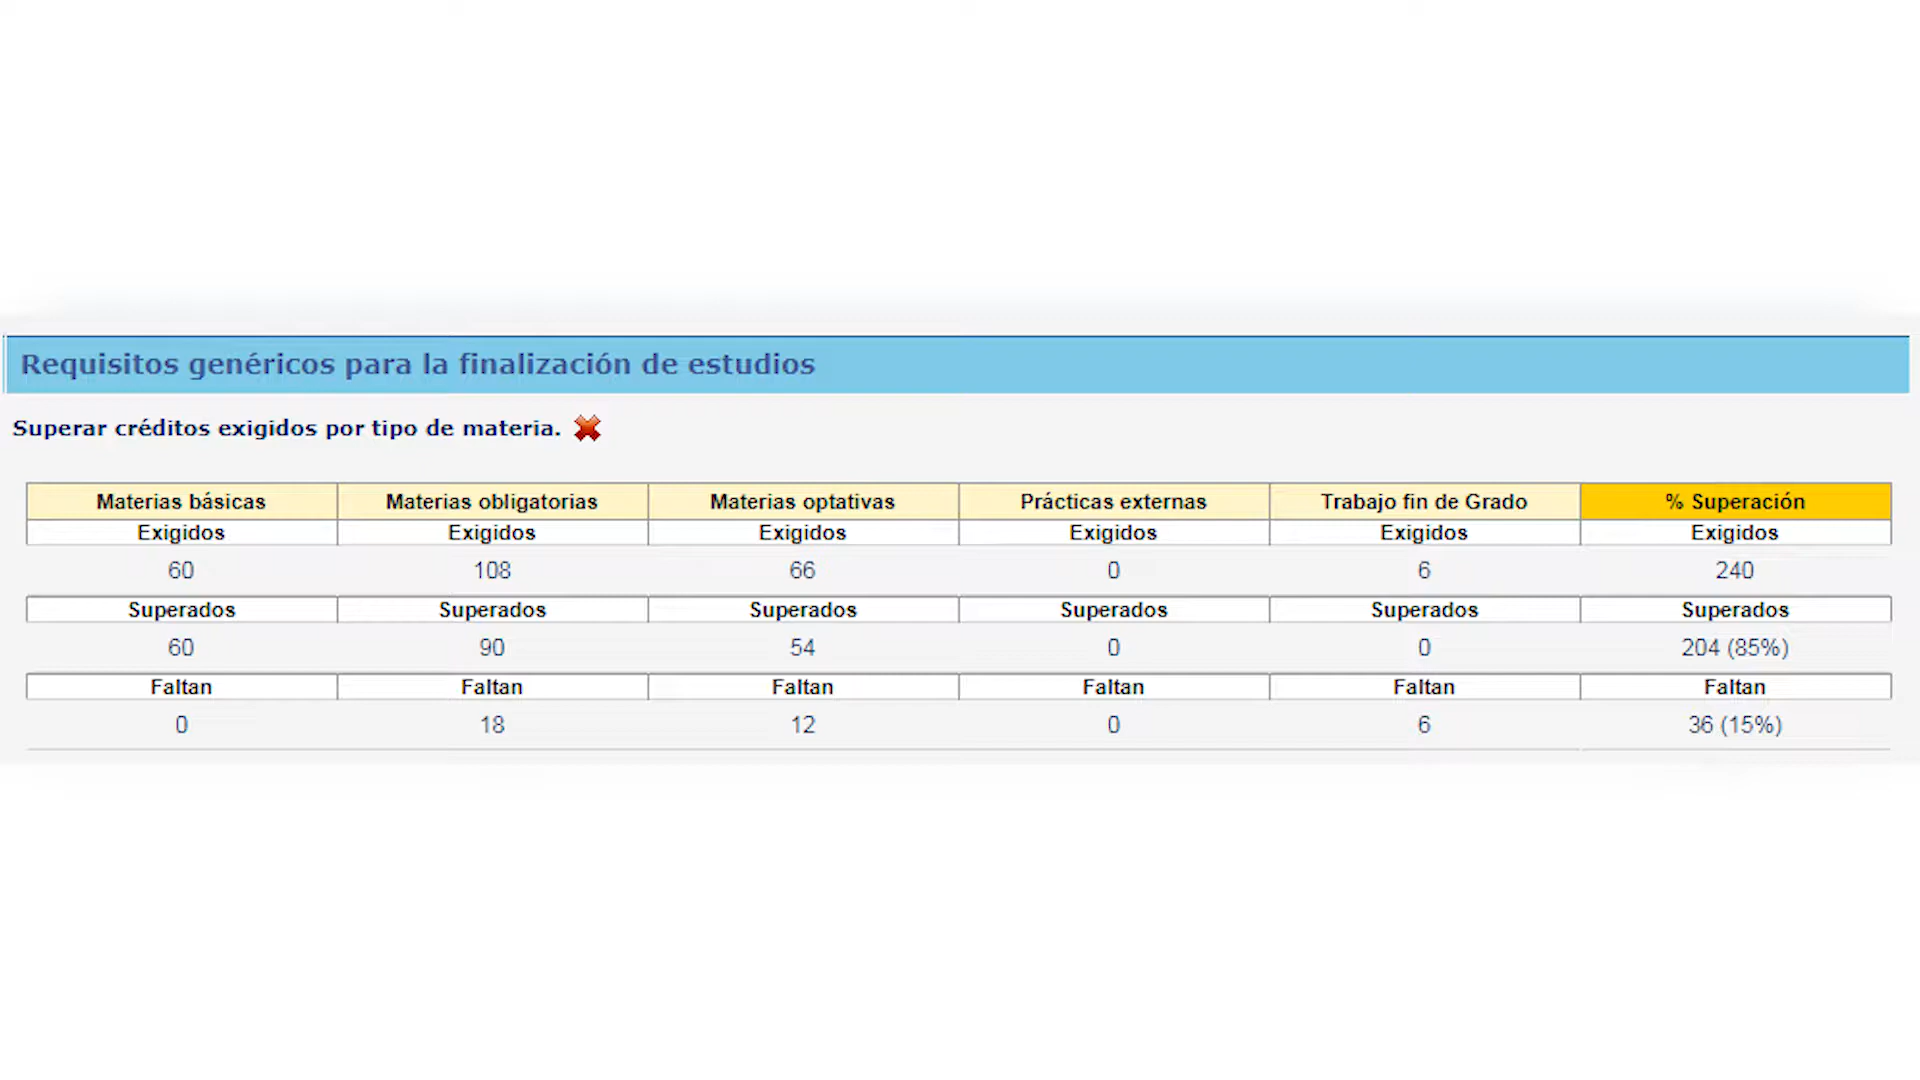 Requisitos genéricos para la finalización de estudios
Superar créditos exigidos por tipo de materia.
Materias básicas Materias obligatorias Materias optativas Prácticas externas Trabajo fin de Grado % Superación
Exigidos Exigidos Exigidos Exigidos Exigidos Exigidos
60 108 66 0 6 240
Superados Superados Superados Superados Superados Superados
60 90 54 0 0 204 (85%)
Faltan Faltan Faltan Faltan Faltan Faltan
0 18 12 0 6 36 (15%)